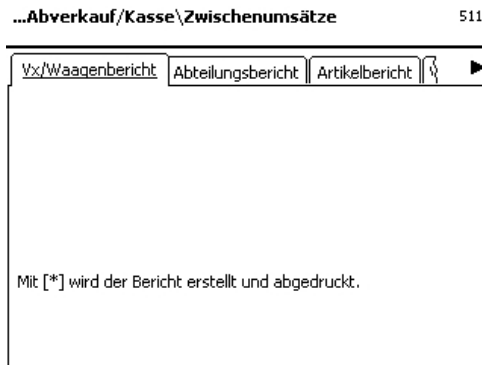 ...Abverkauf/Kasse\Zwischenumsätze 511
Vx/Waagenbericht Abteilungsbericht Artikelbericht
Mit [*] wird der Bericht erstellt und abgedruckt.